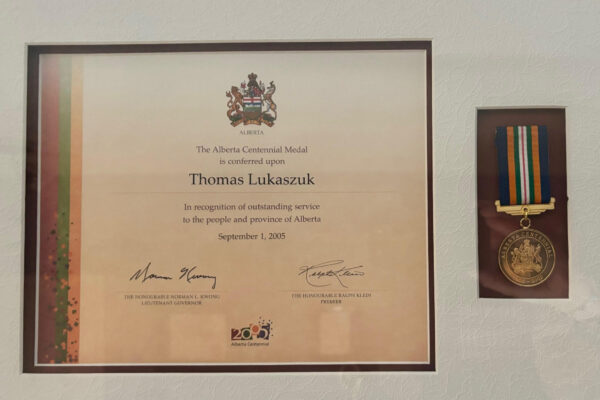 ALBERTA
The Alberta Centennial Medal
is conferred upon
Thomas Lukaszuk
In recognition of outstanding service
to the people and province of Alberta
September 1, 2005
THE HONOURABLE NORMAN L. KWONG
LIEUTENANT GOVERNOR
THE HONOURABLE RALPH KLEIN
PREMIER
2005
Alberta Centennial
ALBERTA CENTENNIAL